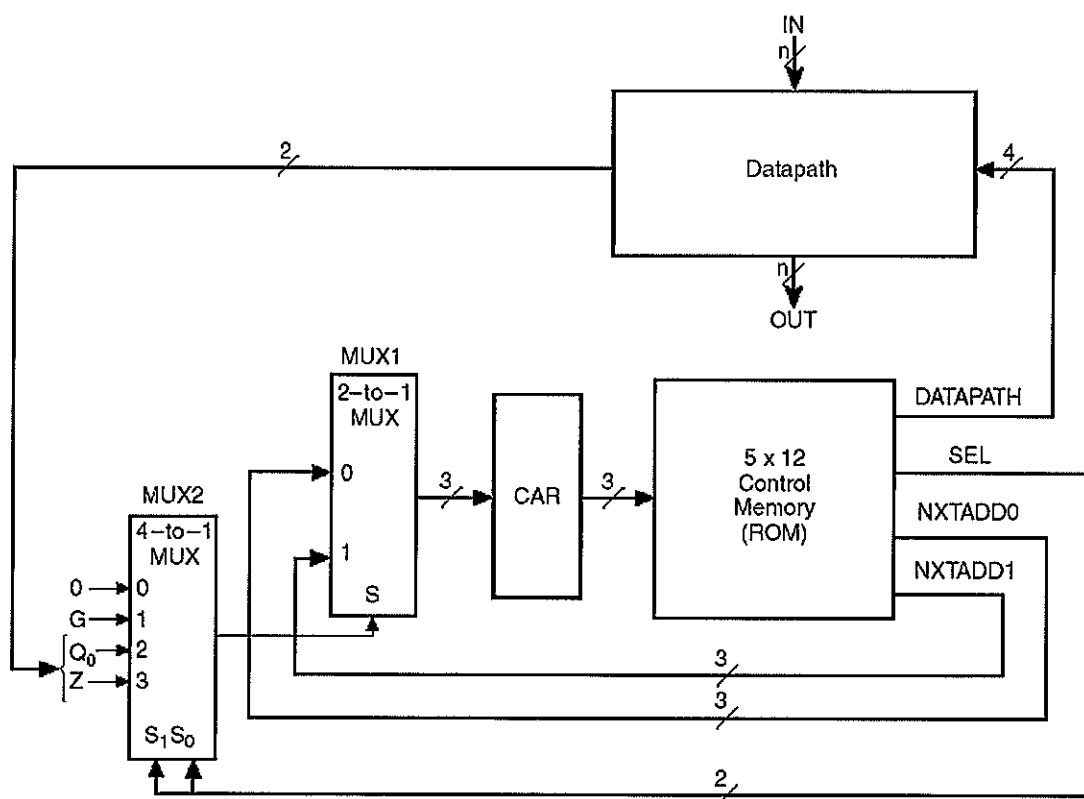 IN
n
2
Datapath
4
n
OUT
MUX1
2–to–1
MUX
0
1
S
3
CAR
3
5 x 12
Control
Memory
(ROM)
DATAPATH
SEL
NXTADD0
NXTADD1
MUX2
4–to–1
MUX
0 0
G 1
Q₀ 2
Z 3
S₁S₀
3
3
2